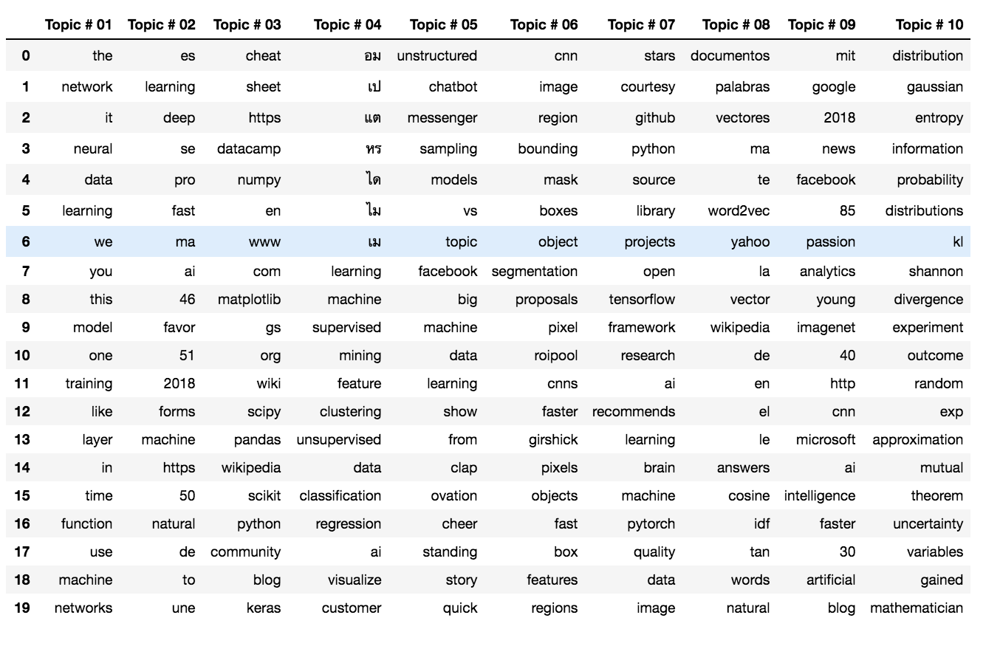 Topic # 01 Topic # 02 Topic # 03 Topic # 04 Topic # 05 Topic # 06 Topic # 07 Topic # 08 Topic # 09 Topic # 10
0 the es cheat อม unstructured cnn stars documentos mit distribution
1 network learning sheet เป chatbot image courtesy palabras google gaussian
2 it deep https แต messenger region github vectores 2018 entropy
3 neural se datacamp หร sampling bounding python ma news information
4 data pro numpy ได models mask source te facebook probability
5 learning fast en ไม vs boxes library word2vec 85 distributions
6 we ma www เม topic object projects yahoo passion kl
7 you ai com learning facebook segmentation open la analytics shannon
8 this 46 matplotlib machine big proposals tensorflow vector young divergence
9 model favor gs supervised machine pixel framework wikipedia imagenet experiment
10 one 51 org mining data roipool research de 40 outcome
11 training 2018 wiki feature learning cnns ai en http random
12 like forms scipy clustering show faster recommends el cnn exp
13 layer machine pandas unsupervised from girshick learning le microsoft approximation
14 in https wikipedia data clap pixels brain answers ai mutual
15 time 50 scikit classification ovation objects machine cosine intelligence theorem
16 function natural python regression cheer fast pytorch idf faster uncertainty
17 use de community ai standing box quality tan 30 variables
18 machine to blog visualize story features data words artificial gained
19 networks une keras customer quick regions image natural blog mathematician